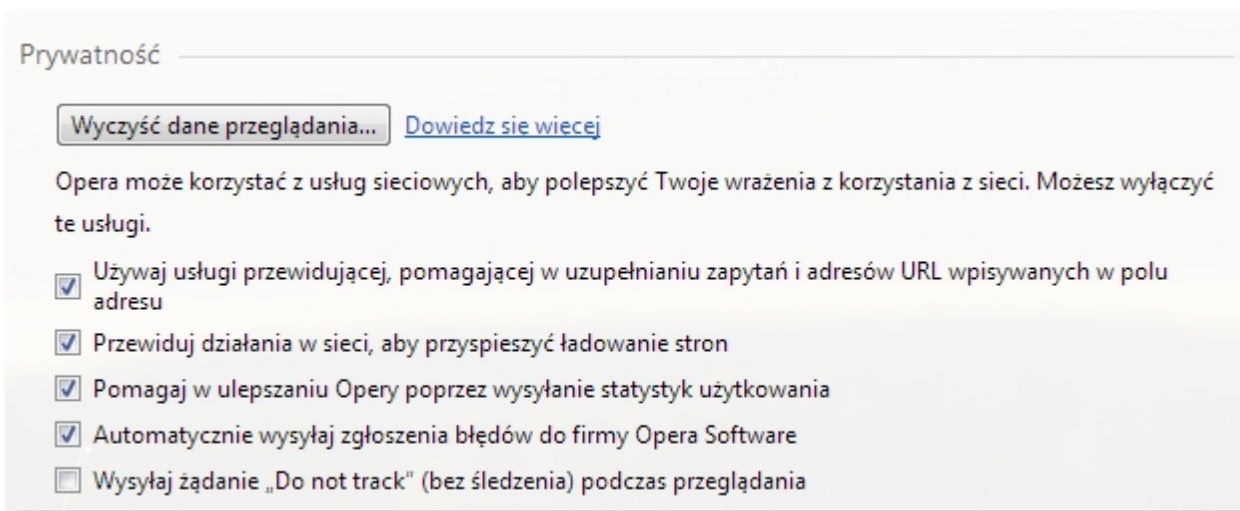 Prywatność
Wyczyść dane przeglądania... Dowiedz sie wiecej
Opera może korzystać z usług sieciowych, aby polepszyć Twoje wrażenia z korzystania z sieci. Możesz wyłączyć
te usługi.
Używaj usługi przewidującej, pomagającej w uzupełnianiu zapytań i adresów URL wpisywanych w polu
adresu
Przewiduj działania w sieci, aby przyspieszyć ładowanie stron
Pomagaj w ulepszaniu Opery poprzez wysyłanie statystyk użytkowania
Automatycznie wysyłaj zgłoszenia błędów do firmy Opera Software
Wysyłaj żądanie „Do not track” (bez śledzenia) podczas przeglądania